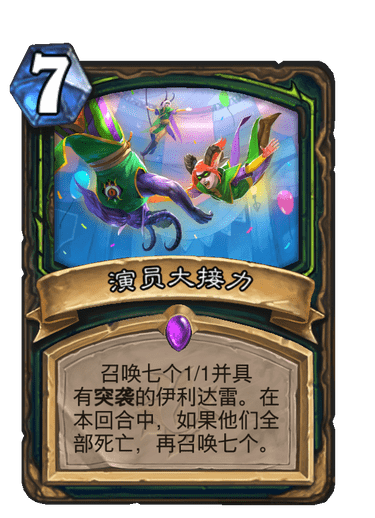 7
演员大接力
召唤七个1/1并具
有突袭的伊利达雷。在
本回合中，如果他们全
部死亡，再召唤七个。